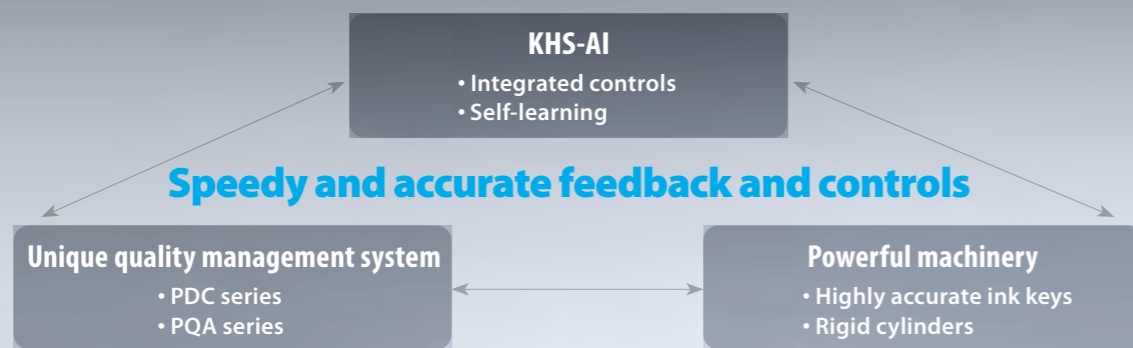 KHS-AI
• Integrated controls
• Self-learning
Speedy and accurate feedback and controls
Unique quality management system
• PDC series
• PQA series
Powerful machinery
• Highly accurate ink keys
• Rigid cylinders